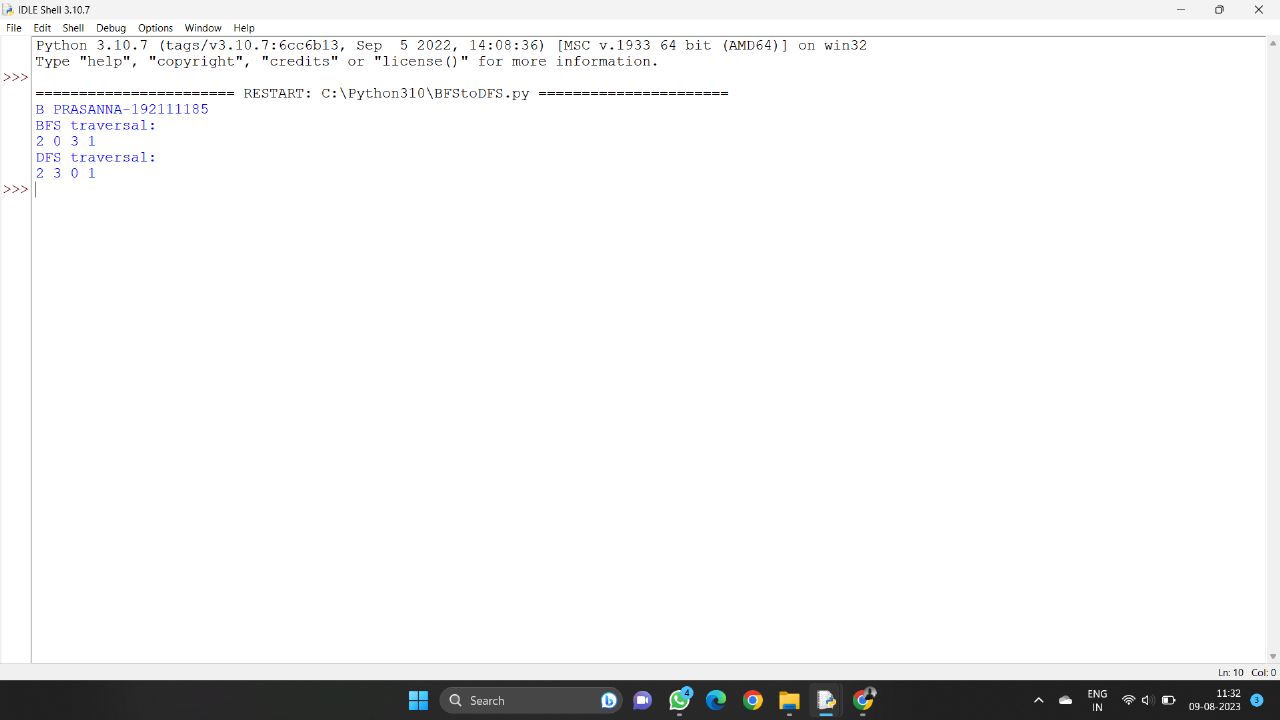 IDLE Shell 3.10.7
File Edit Shell Debug Options Window Help
Python 3.10.7 (tags/v3.10.7:6cc6b13, Sep  5 2022, 14:08:36) [MSC v.1933 64 bit (AMD64)] on win32
Type "help", "copyright", "credits" or "license()" for more information.
>>>
======================= RESTART: C:\Python310\BFStoDFS.py ======================
B PRASANNA-192111185
BFS traversal:
2 0 3 1
DFS traversal:
2 3 0 1
>>>
Ln: 10 Col: 0
Search
4
ENG
IN
11:32
09-08-2023
3